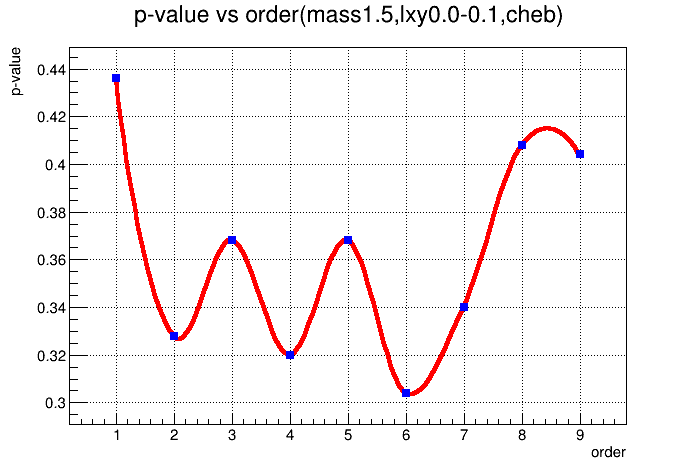 p-value vs order(mass1.5,lxy0.0-0.1,cheb)
p-value
0.44
0.42
0.4
0.38
0.36
0.34
0.32
0.3
1 2 3 4 5 6 7 8 9
order